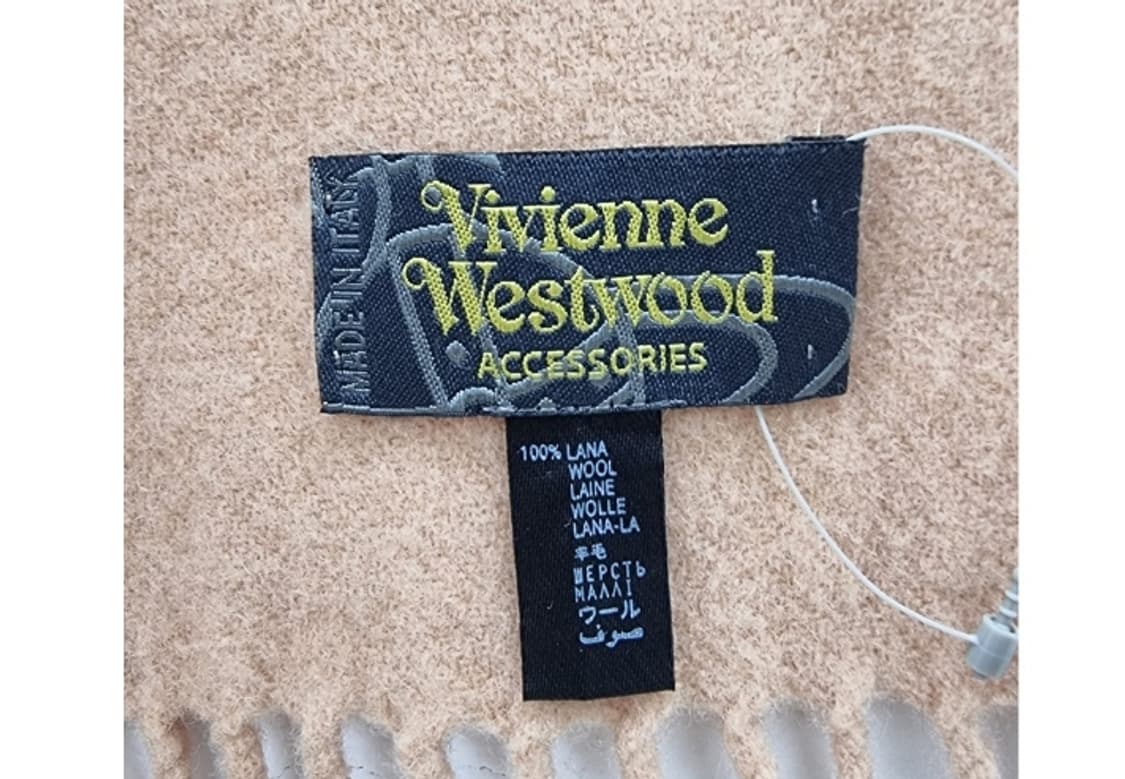 MADE IN ITALY
Vivienne
Westwood
ACCESSORIES
100% LANA
WOOL
LAINE
WOLLE
LANA-LA
羊毛
ШЕРСТЬ
ΜΑΛΛΙ
ウール
صوف